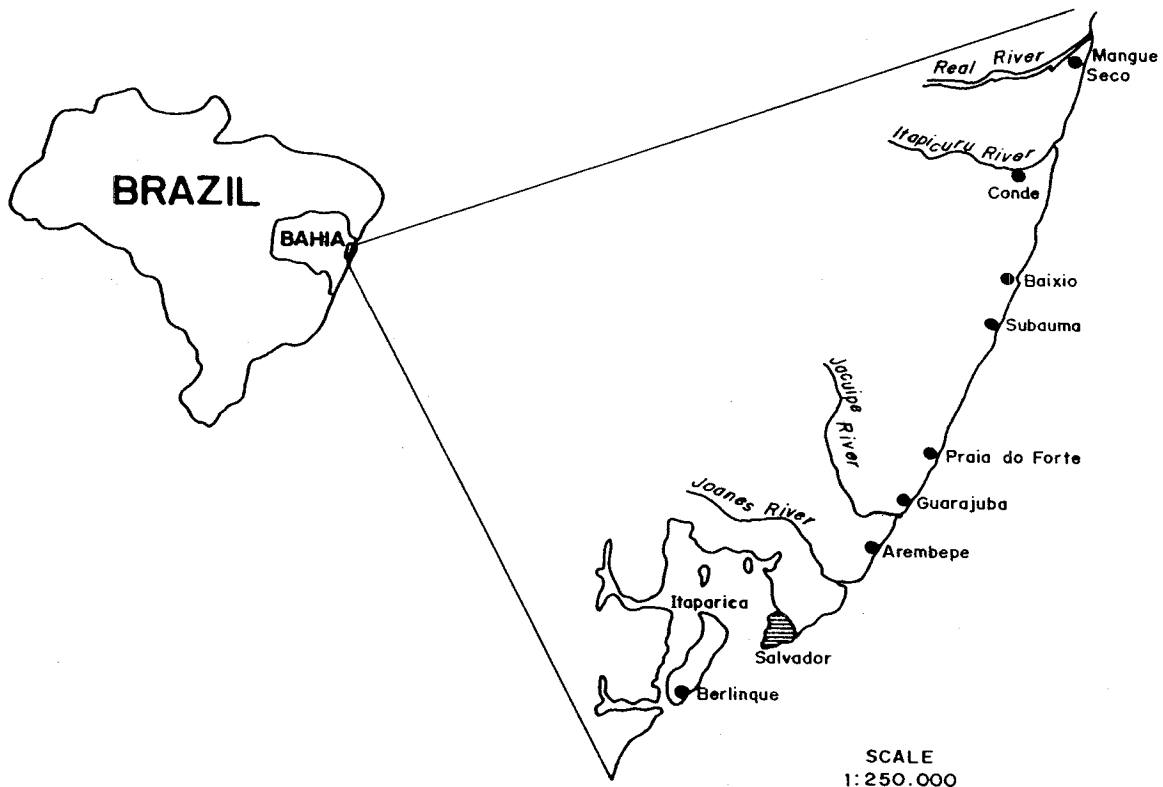 Real River
Mangue
Seco
Itapicuru River
Conde
BRAZIL
BAHIA
Baixio
Subauma
Jacuipe River
Praia do Forte
Joanes River
Guarajuba
Arembepe
Itaparica
Salvador
Berlinque
SCALE
1:250.000